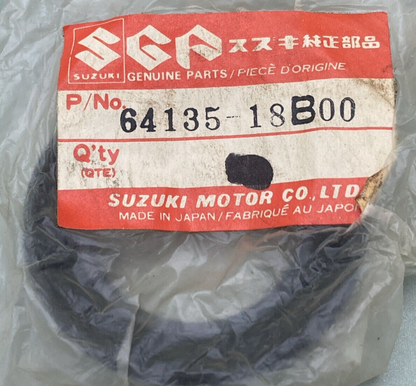 SGP スズキ純正部品
SUZUKI GENUINE PARTS/PIECE D'ORIGINE
P/No. 64135-18B00
Q'ty
(QTE)
SUZUKI MOTOR CO.,LTD
MADE IN JAPAN/FABRIQUÉ AU JAPON